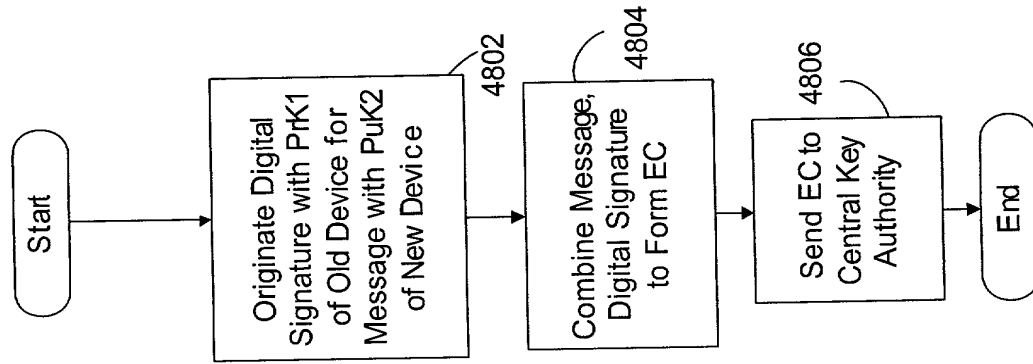 Start
Originate Digital
Signature with PrK1
of Old Device for
Message with PuK2
of New Device
4802
Combine Message,
Digital Signature
to Form EC
4804
Send EC to
Central Key
Authority
4806
End